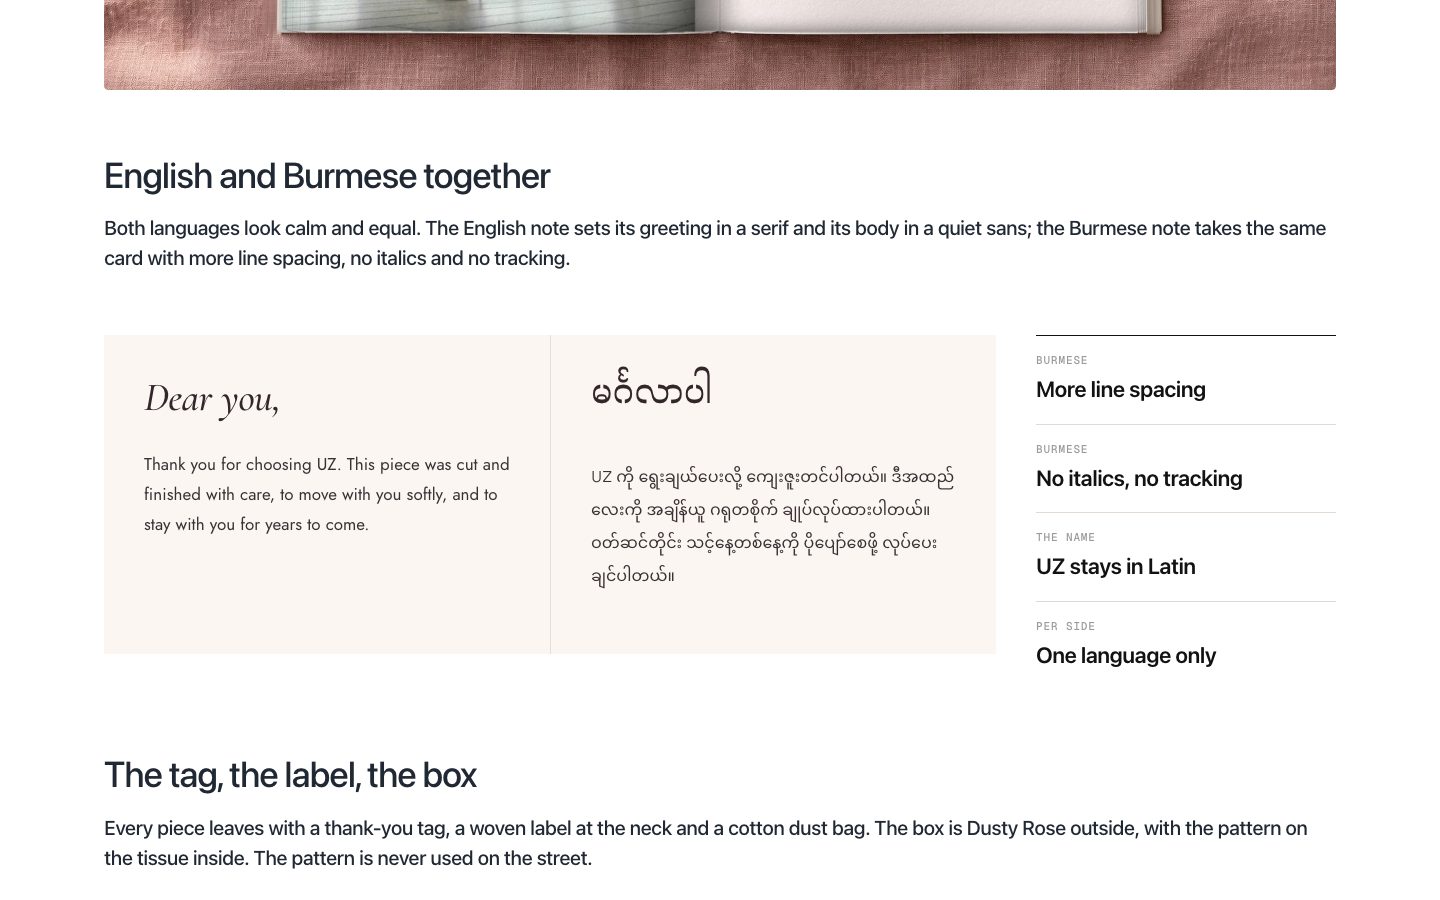 English and Burmese together
Both languages look calm and equal. The English note sets its greeting in a serif and its body in a quiet sans; the Burmese note takes the same
card with more line spacing, no italics and no tracking.
Dear you,
Thank you for choosing UZ. This piece was cut and
finished with care, to move with you softly, and to
stay with you for years to come.
မင်္ဂလာပါ
UZ ကို ရွေးချယ်ပေးလို့ ကျေးဇူးတင်ပါတယ်။ ဒီအထည်
လေးကို အချိန်ယူ ဂရုတစိုက် ချုပ်လုပ်ထားပါတယ်။
ဝတ်ဆင်တိုင်း သင့်နေ့တစ်နေ့ကို ပိုပျော်စေဖို့ လုပ်ပေး
ချင်ပါတယ်။
BURMESE
More line spacing
BURMESE
No italics, no tracking
THE NAME
UZ stays in Latin
PER SIDE
One language only
The tag, the label, the box
Every piece leaves with a thank-you tag, a woven label at the neck and a cotton dust bag. The box is Dusty Rose outside, with the pattern on
the tissue inside. The pattern is never used on the street.